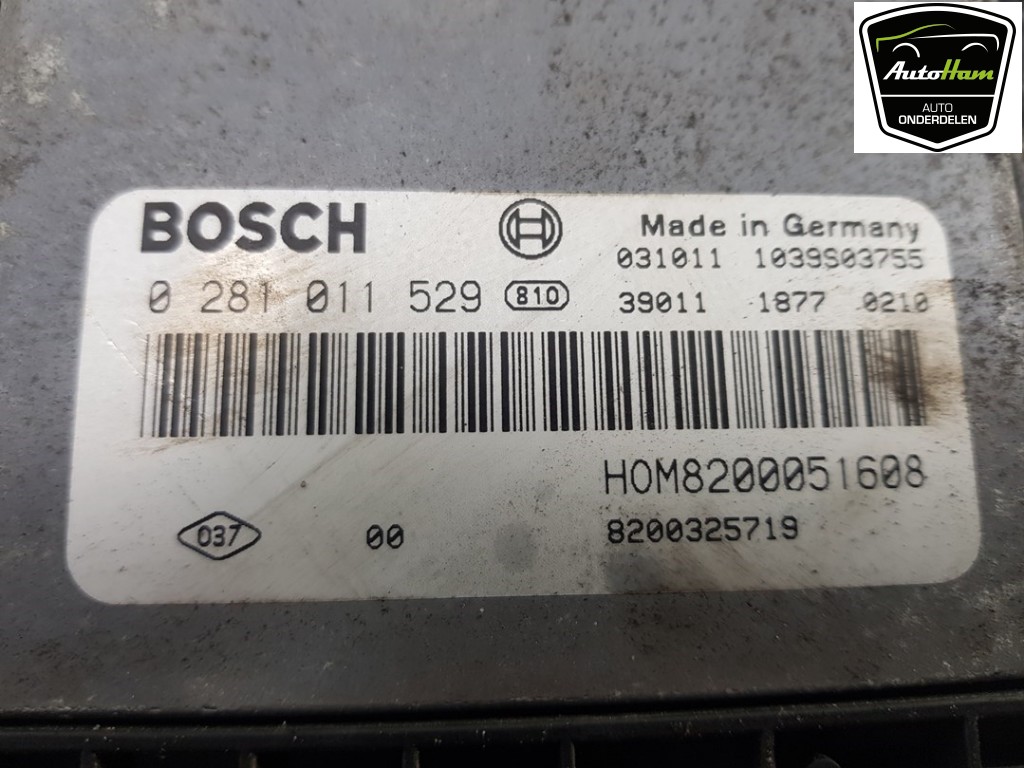 AutoHam
AUTO
ONDERDELEN
BOSCH
Made in Germany
031011 1039S03755
0 281 011 529 810
39011 1877 0210
HOM8200051608
037 00
8200325719